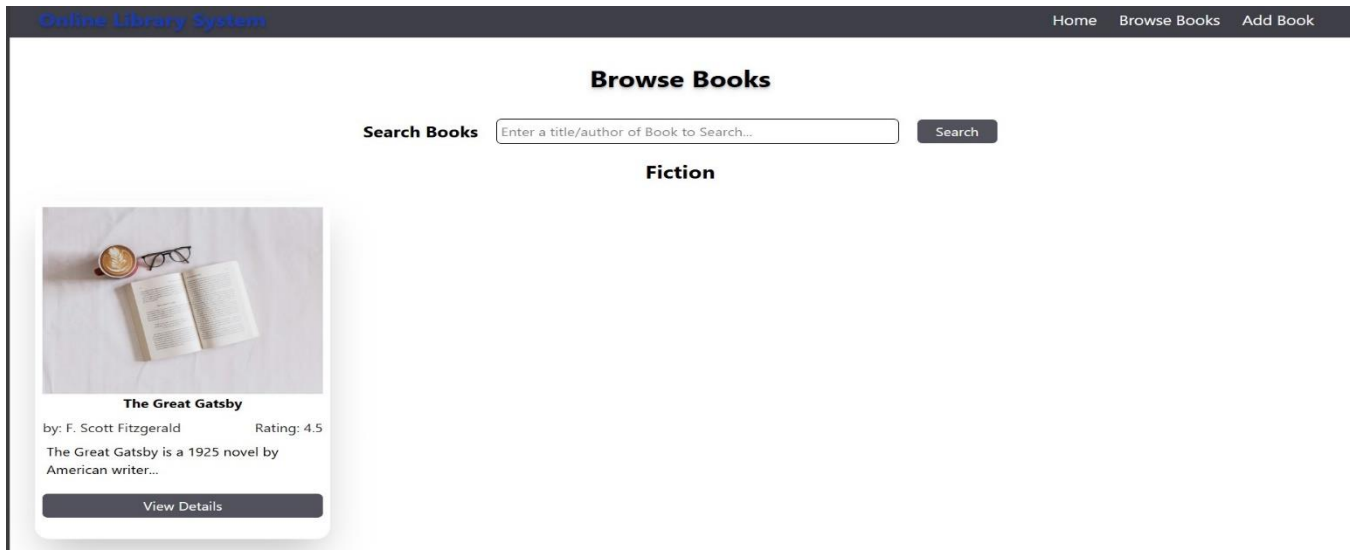 Online Library System
Home Browse Books Add Book
Browse Books
Search Books Enter a title/author of Book to Search... Search
Fiction
The Great Gatsby
by: F. Scott Fitzgerald Rating: 4.5
The Great Gatsby is a 1925 novel by
American writer...
View Details